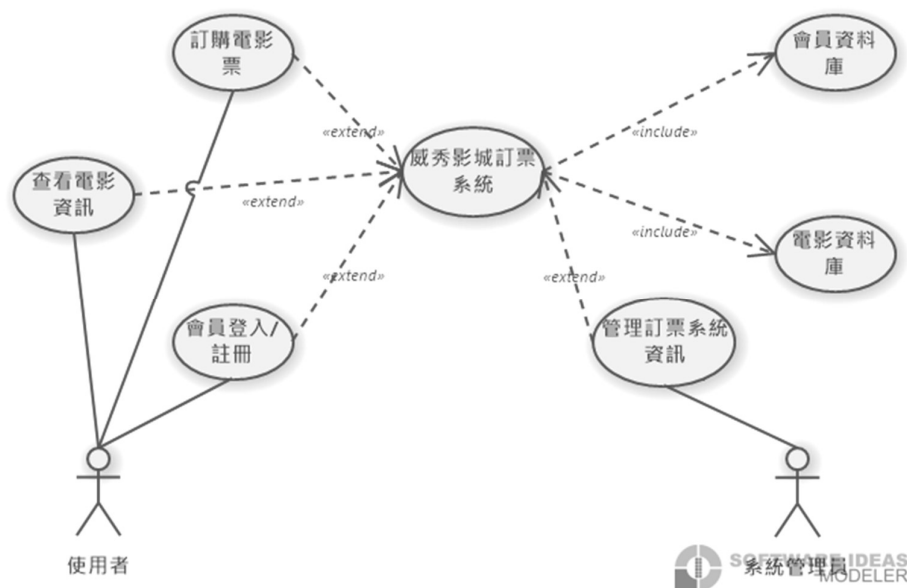 訂購電影
票
會員資料
庫
«extend»
«include»
威秀影城訂票
系統
查看電影
資訊
«extend»
«include»
電影資料
庫
«extend»
«extend»
會員登入/
註冊
管理訂票系統
資訊
使用者
系統管理員
SOFTWARE IDEAS
MODELER